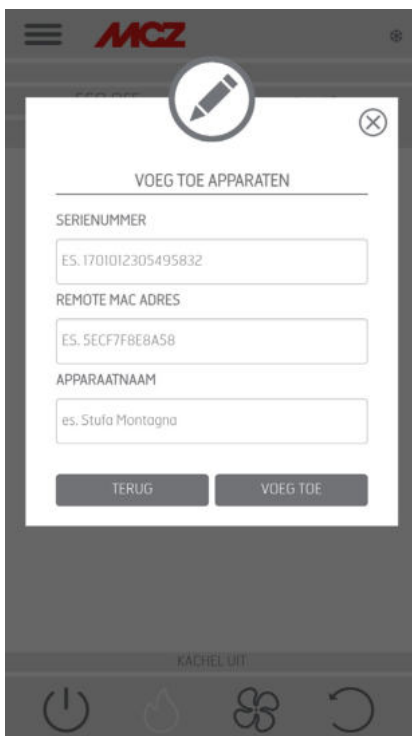 MCZ
VOEG TOE APPARATEN
SERIENUMMER
ES. 1701012305495832
REMOTE MAC ADRES
ES. 5ECF7F8E8A58
APPARAATNAAM
es. Stufa Montagna
TERUG VOEG TOE
KACHEL UIT